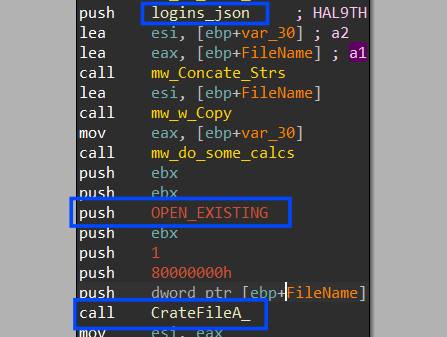 push logins_json ; HAL9TH
lea esi, [ebp+var_30] ; a2
lea eax, [ebp+FileName] ; a1
call mw_Concate_Strs
lea esi, [ebp+FileName]
call mw_w_Copy
mov eax, [ebp+var_30]
call mw_do_some_calcs
push ebx
push ebx
push OPEN_EXISTING
push ebx
push 1
push 80000000h
push dword ptr [ebp+FileName]
call CrateFileA_
mov esi, eax